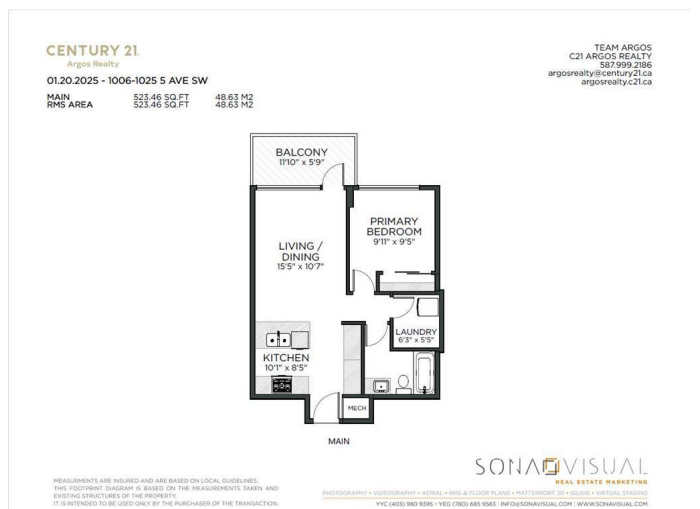 CENTURY 21.
Argos Realty
01.20.2025 - 1006-1025 5 AVE SW
MAIN 523.46 SQ.FT 48.63 M2
RMS AREA 523.46 SQ.FT 48.63 M2
TEAM ARGOS
C21 ARGOS REALTY
587.999.2186
argosrealty@century21.ca
argosrealty.c21.ca
BALCONY
11'10" x 5'9"
PRIMARY
BEDROOM
9'11" x 9'5"
LIVING /
DINING
15'5" x 10'7"
LAUNDRY
6'3" x 5'5"
KITCHEN
10'1" x 8'5"
MECH
MAIN
SONA VISUAL
REAL ESTATE MARKETING
MEASURMENTS ARE INSURED AND ARE BASED ON LOCAL GUIDELINES.
THIS FOOTPRINT DIAGRAM IS BASED ON THE MEASUREMENTS TAKEN AND
EXISTING STRUCTURES OF THE PROPERTY.
IT IS INTENDED TO BE USED ONLY BY THE PURCHASER OF THE TRANSACTION.
PHOTOGRAPHY • VIDEOGRAPHY • AERIAL • RMS & FLOOR PLANS • MATTERPORT 3D • IGUIDE • VIRTUAL STAGING
YYC (403) 980 9395 • YEG (780) 665 9583 | INFO@SONAVISUAL.COM | WWW.SONAVISUAL.COM